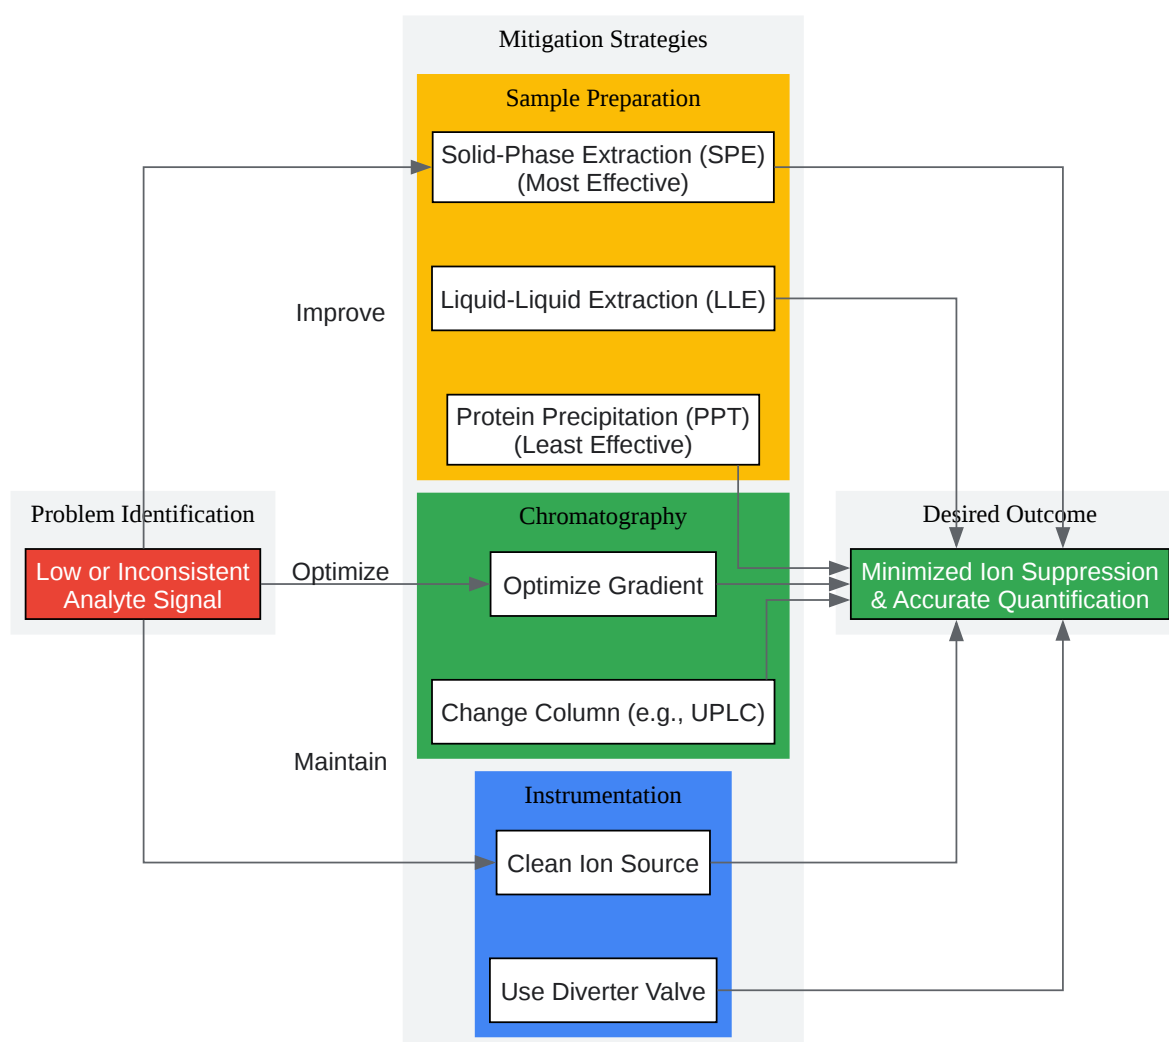 Mitigation Strategies
Sample Preparation
Solid-Phase Extraction (SPE)
(Most Effective)
Liquid-Liquid Extraction (LLE)
Improve
Protein Precipitation (PPT)
(Least Effective)
Problem Identification
Low or Inconsistent
Analyte Signal
Optimize
Chromatography
Optimize Gradient
Change Column (e.g., UPLC)
Desired Outcome
Minimized Ion Suppression
& Accurate Quantification
Maintain
Instrumentation
Clean Ion Source
Use Diverter Valve